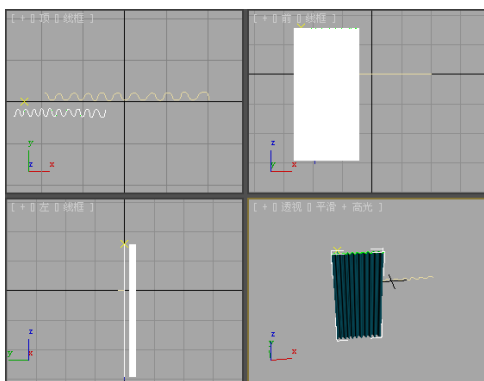 [ + [] 顶 [] 线框 ]
[ + [] 前 [] 线框 ]
y
z x
z
x
[ + [] 左 [] 线框 ]
[ + [] 透视 [] 平滑 + 高光 ]
z
y x
z
y
x